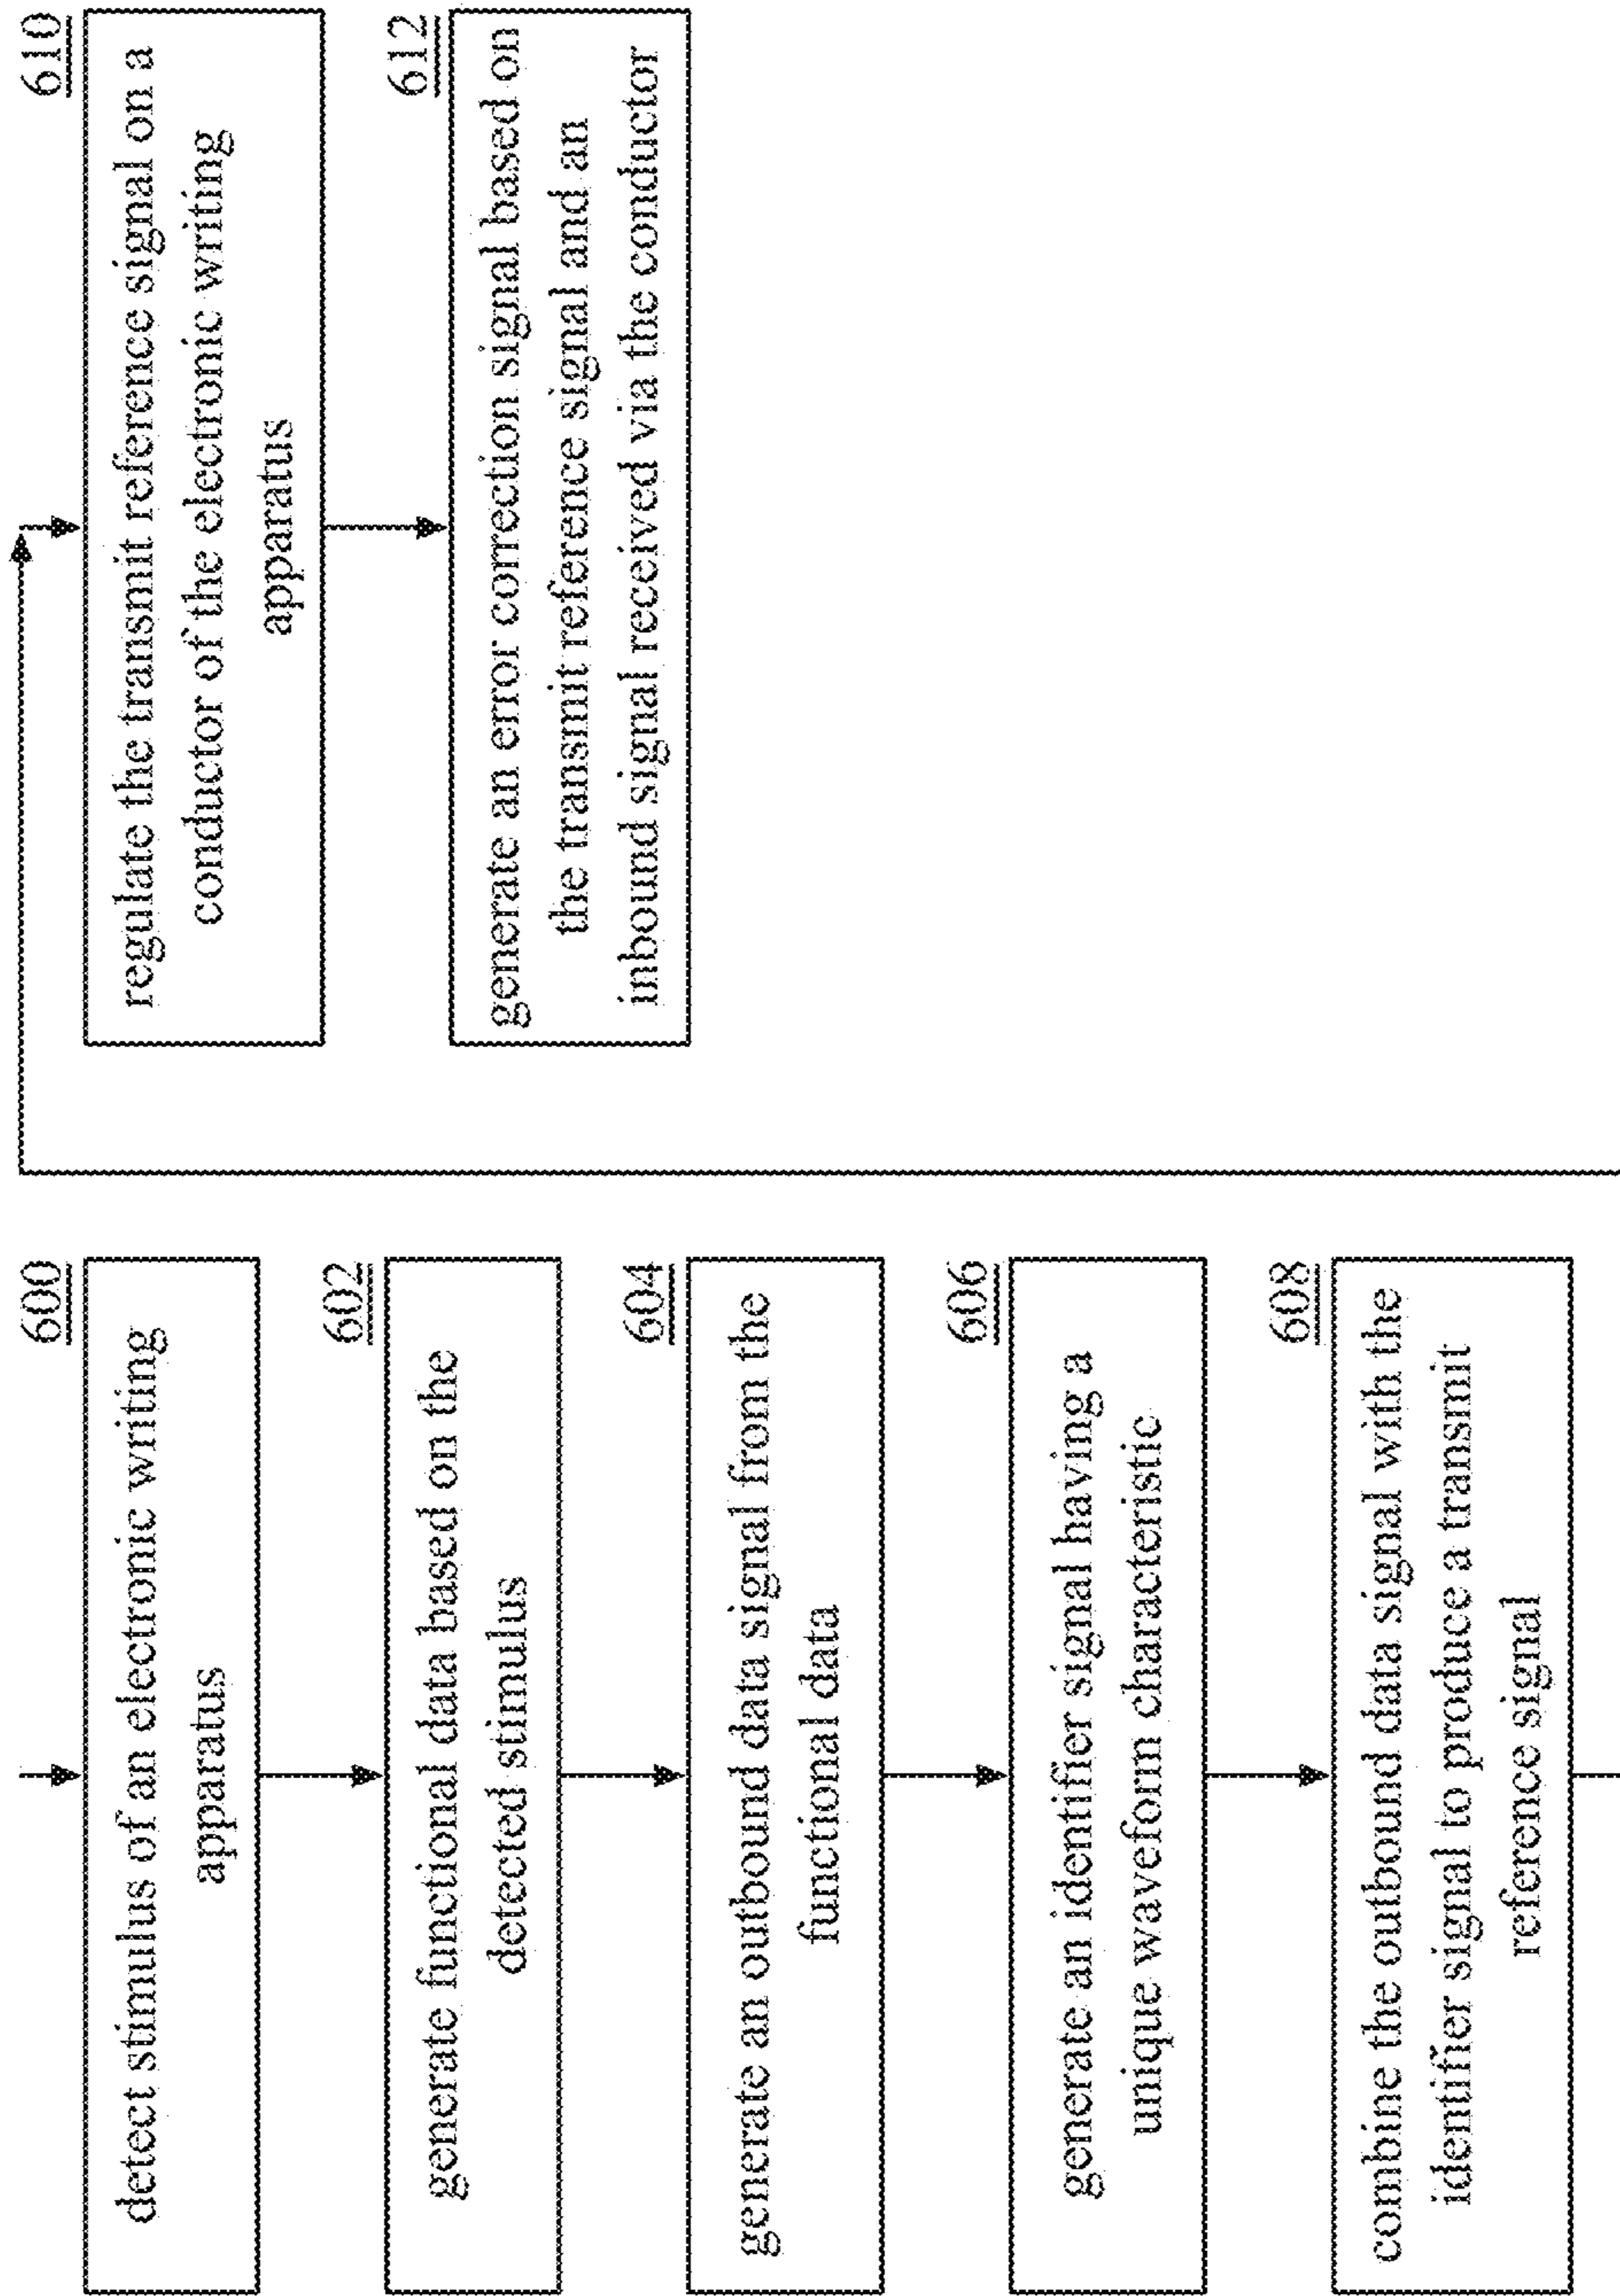 600
detect stimulus of an electronic writing
apparatus
602
generate functional data based on the
detected stimulus
604
generate an outbound data signal from the
functional data
606
generate an identifier signal having a
unique waveform characteristic
608
combine the outbound data signal with the
identifier signal to produce a transmit
reference signal
610
regulate the transmit reference signal on a
conductor of the electronic writing
apparatus
612
generate an error correction signal based on
the transmit reference signal and an
inbound signal received via the conductor